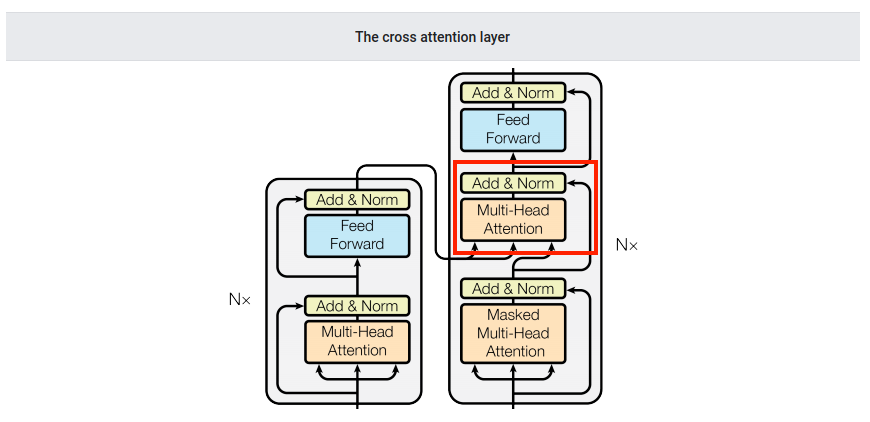 The cross attention layer
Add & Norm
Feed
Forward
Add & Norm
Multi-Head
Attention
Nx
Add & Norm
Masked
Multi-Head
Attention
Add & Norm
Feed
Forward
Nx
Add & Norm
Multi-Head
Attention